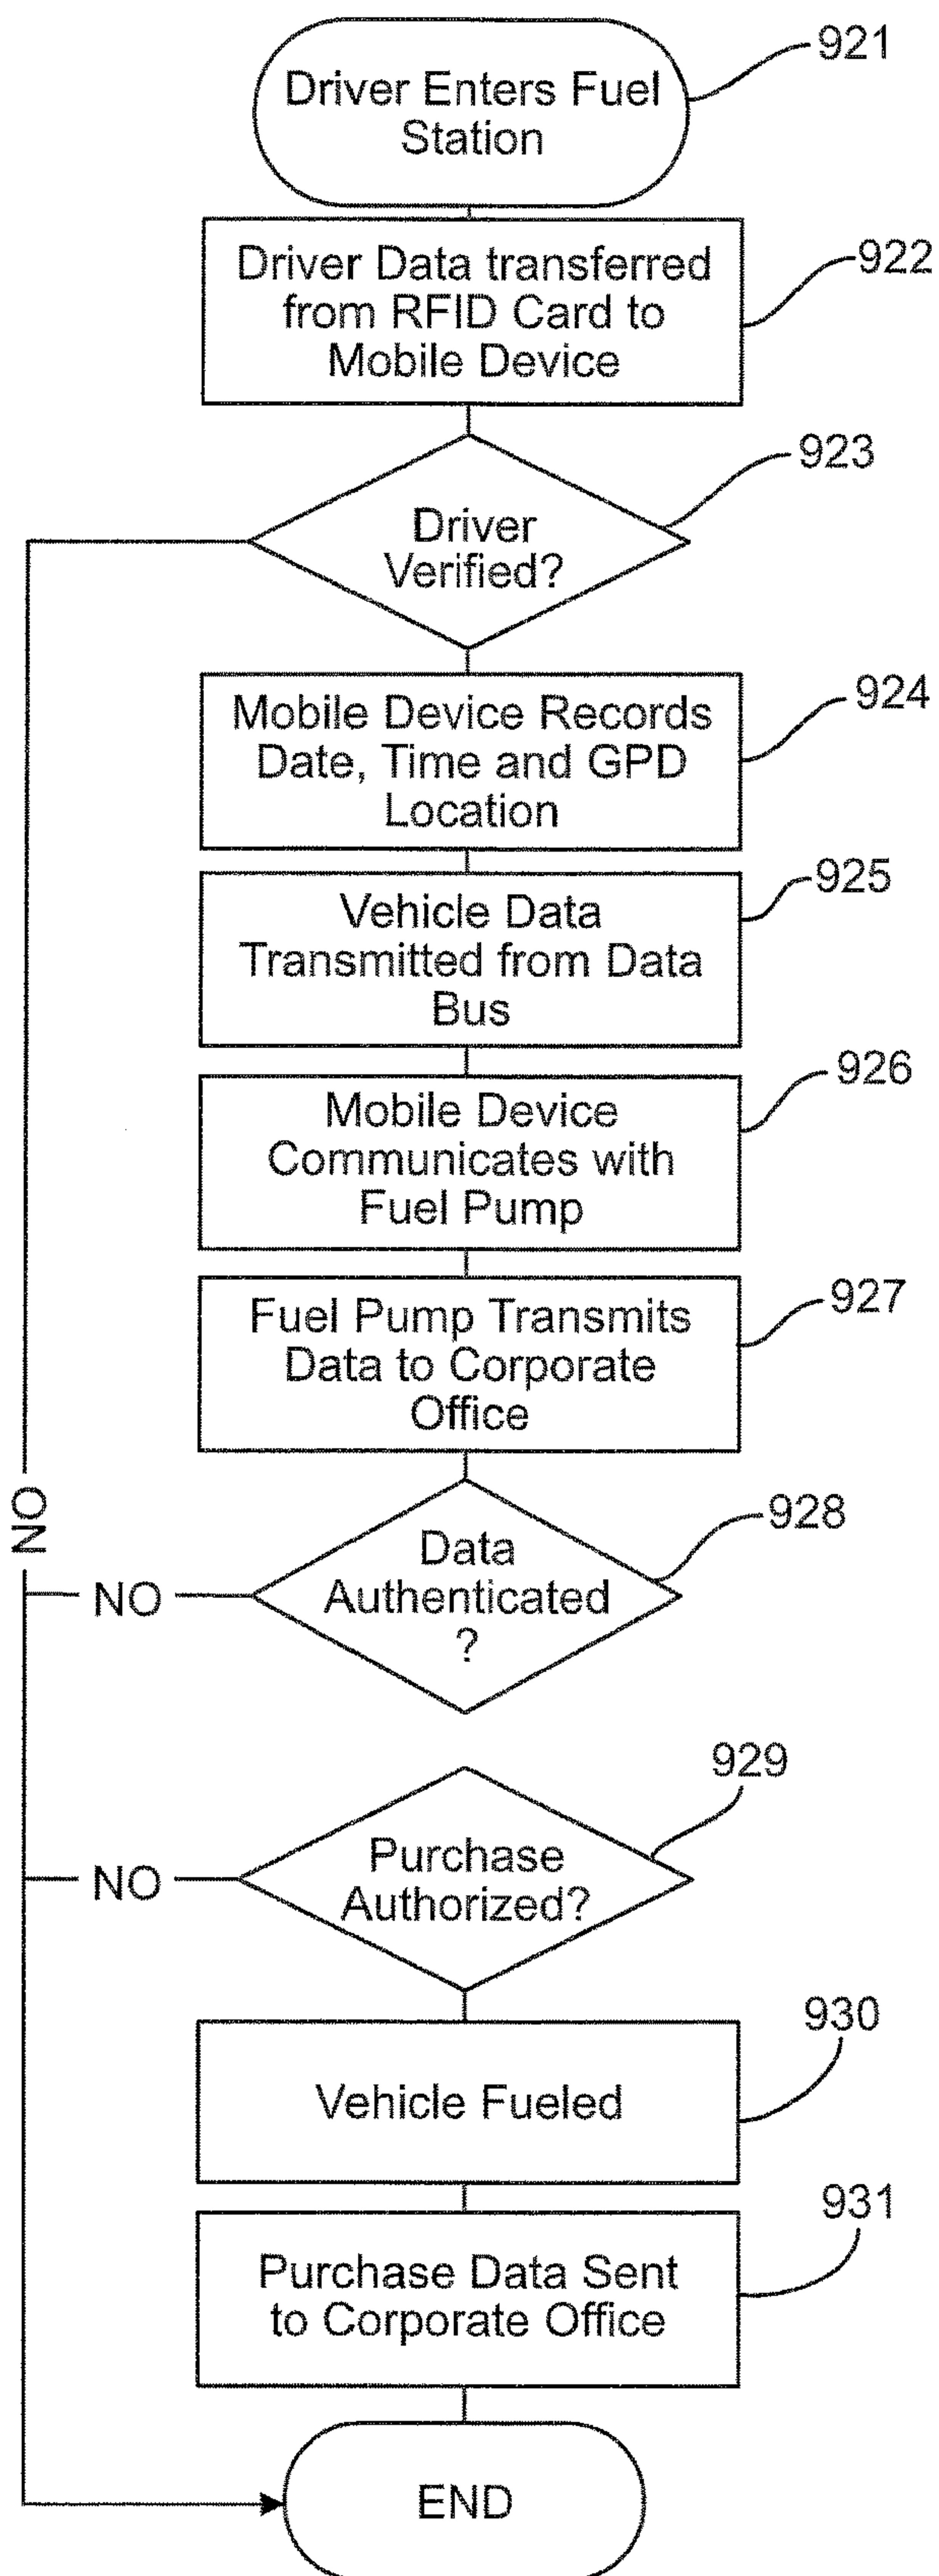 921
Driver Enters Fuel
Station
922
Driver Data transferred
from RFID Card to
Mobile Device
923
Driver
Verified?
924
Mobile Device Records
Date, Time and GPD
Location
925
Vehicle Data
Transmitted from Data
Bus
926
Mobile Device
Communicates with
Fuel Pump
927
Fuel Pump Transmits
Data to Corporate
Office
NO
928
Data
Authenticated
?
NO
929
Purchase
Authorized?
NO
930
Vehicle Fueled
931
Purchase Data Sent
to Corporate Office
END